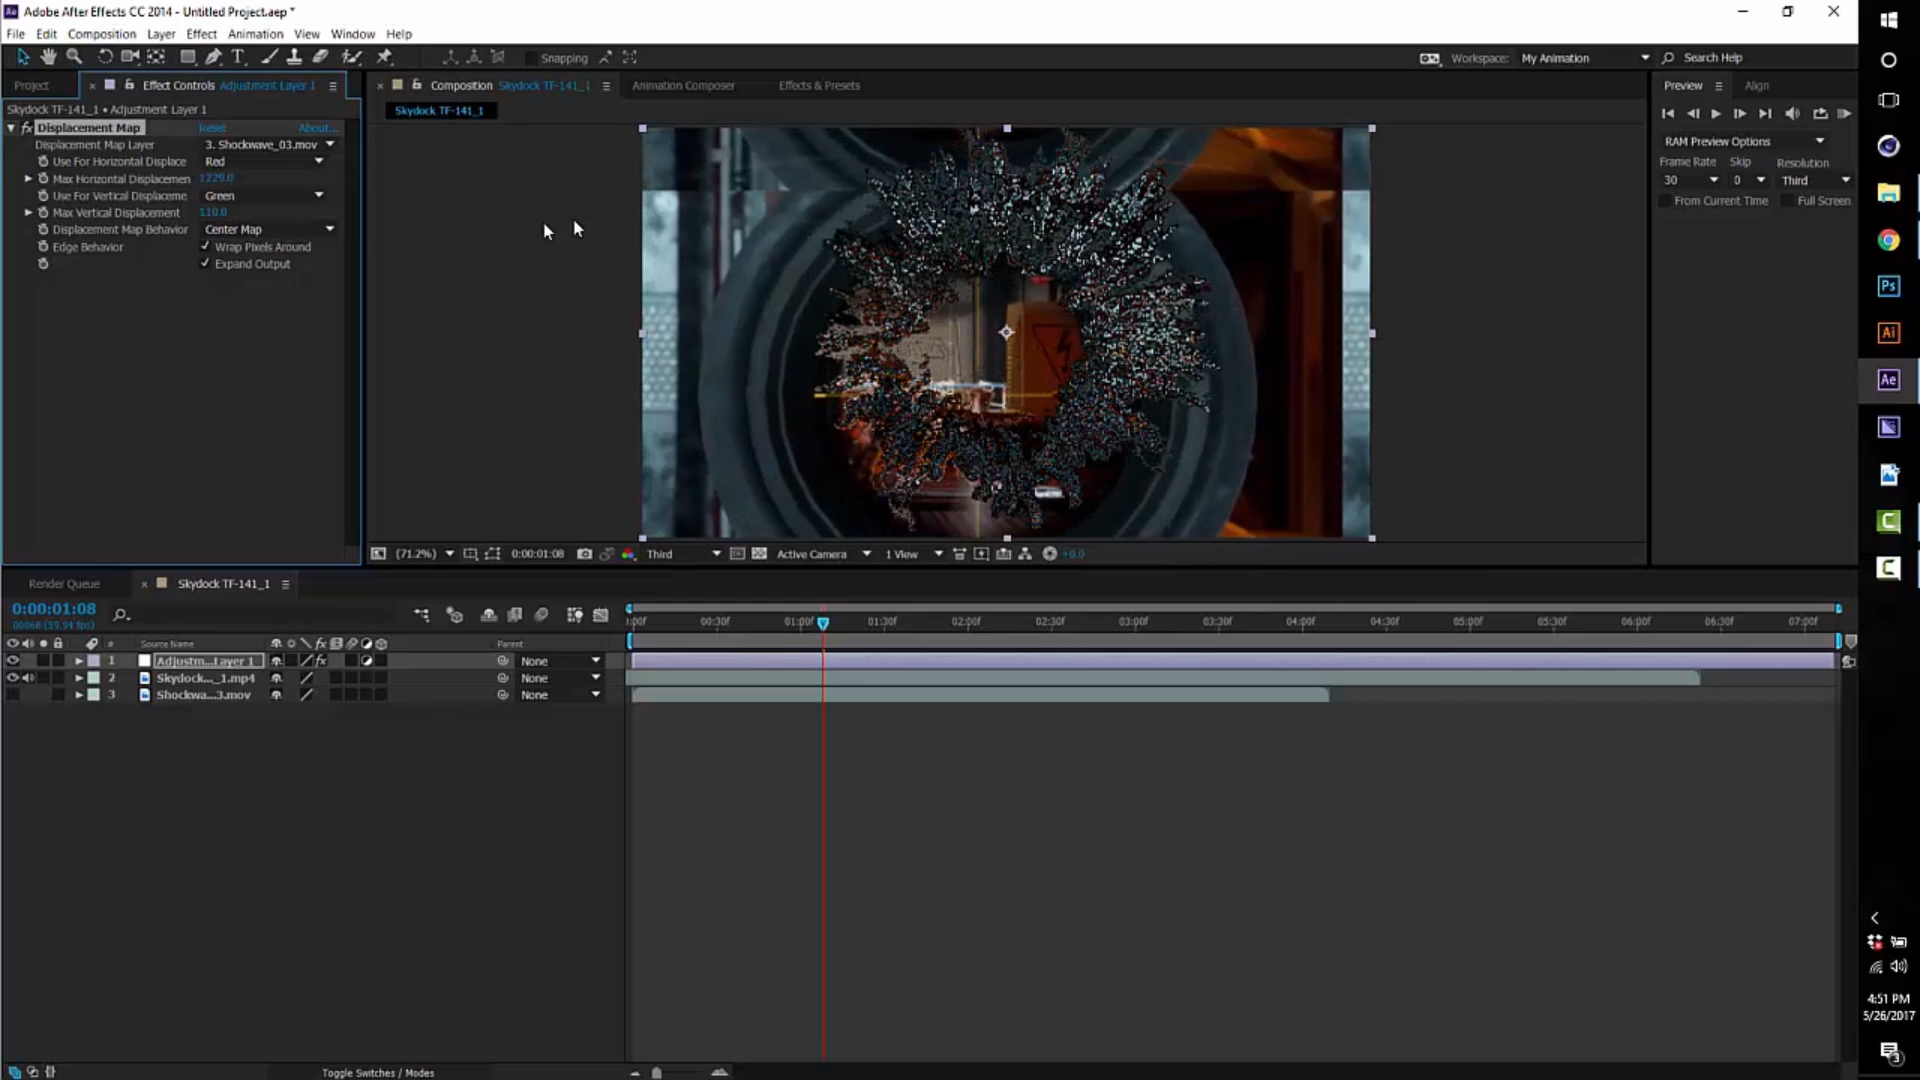 Adobe After Effects CC 2014 - Untitled Project.aep *
File Edit Composition Layer Effect Animation View Window Help
Snapping
Workspace: My Animation
Search Help
Project
Effect Controls Adjustment Layer 1
Composition Skydock TF-141_1
Animation Composer
Effects & Presets
Preview
Align
Skydock TF-141_1 • Adjustment Layer 1
Skydock TF-141_1
fx Displacement Map Reset About...
Displacement Map Layer 3. Shockwave_03.mov
Use For Horizontal Displace Red
Max Horizontal Displacemen 1229.0
Use For Vertical Displaceme Green
Max Vertical Displacement 110.0
Displacement Map Behavior Center Map
Edge Behavior Wrap Pixels Around
Expand Output
RAM Preview Options
Frame Rate Skip Resolution
30 0 Third
From Current Time Full Screen
Ps
Ai
Ae
C
C
(71.2%) 0:00:01:08 Third Active Camera 1 View +0.0
Render Queue
Skydock TF-141_1
0:00:01:08
00068 (59.94 fps)
:00f 00:30f 01:00f 01:30f 02:00f 02:30f 03:00f 03:30f 04:00f 04:30f 05:00f 05:30f 06:00f 06:30f 07:00f
# Source Name fx Parent
1 Adjustm...Layer 1 fx None
2 Skydock..._1.mp4 None
3 Shockwa...3.mov None
Toggle Switches / Modes
4:51 PM
5/26/2017
3